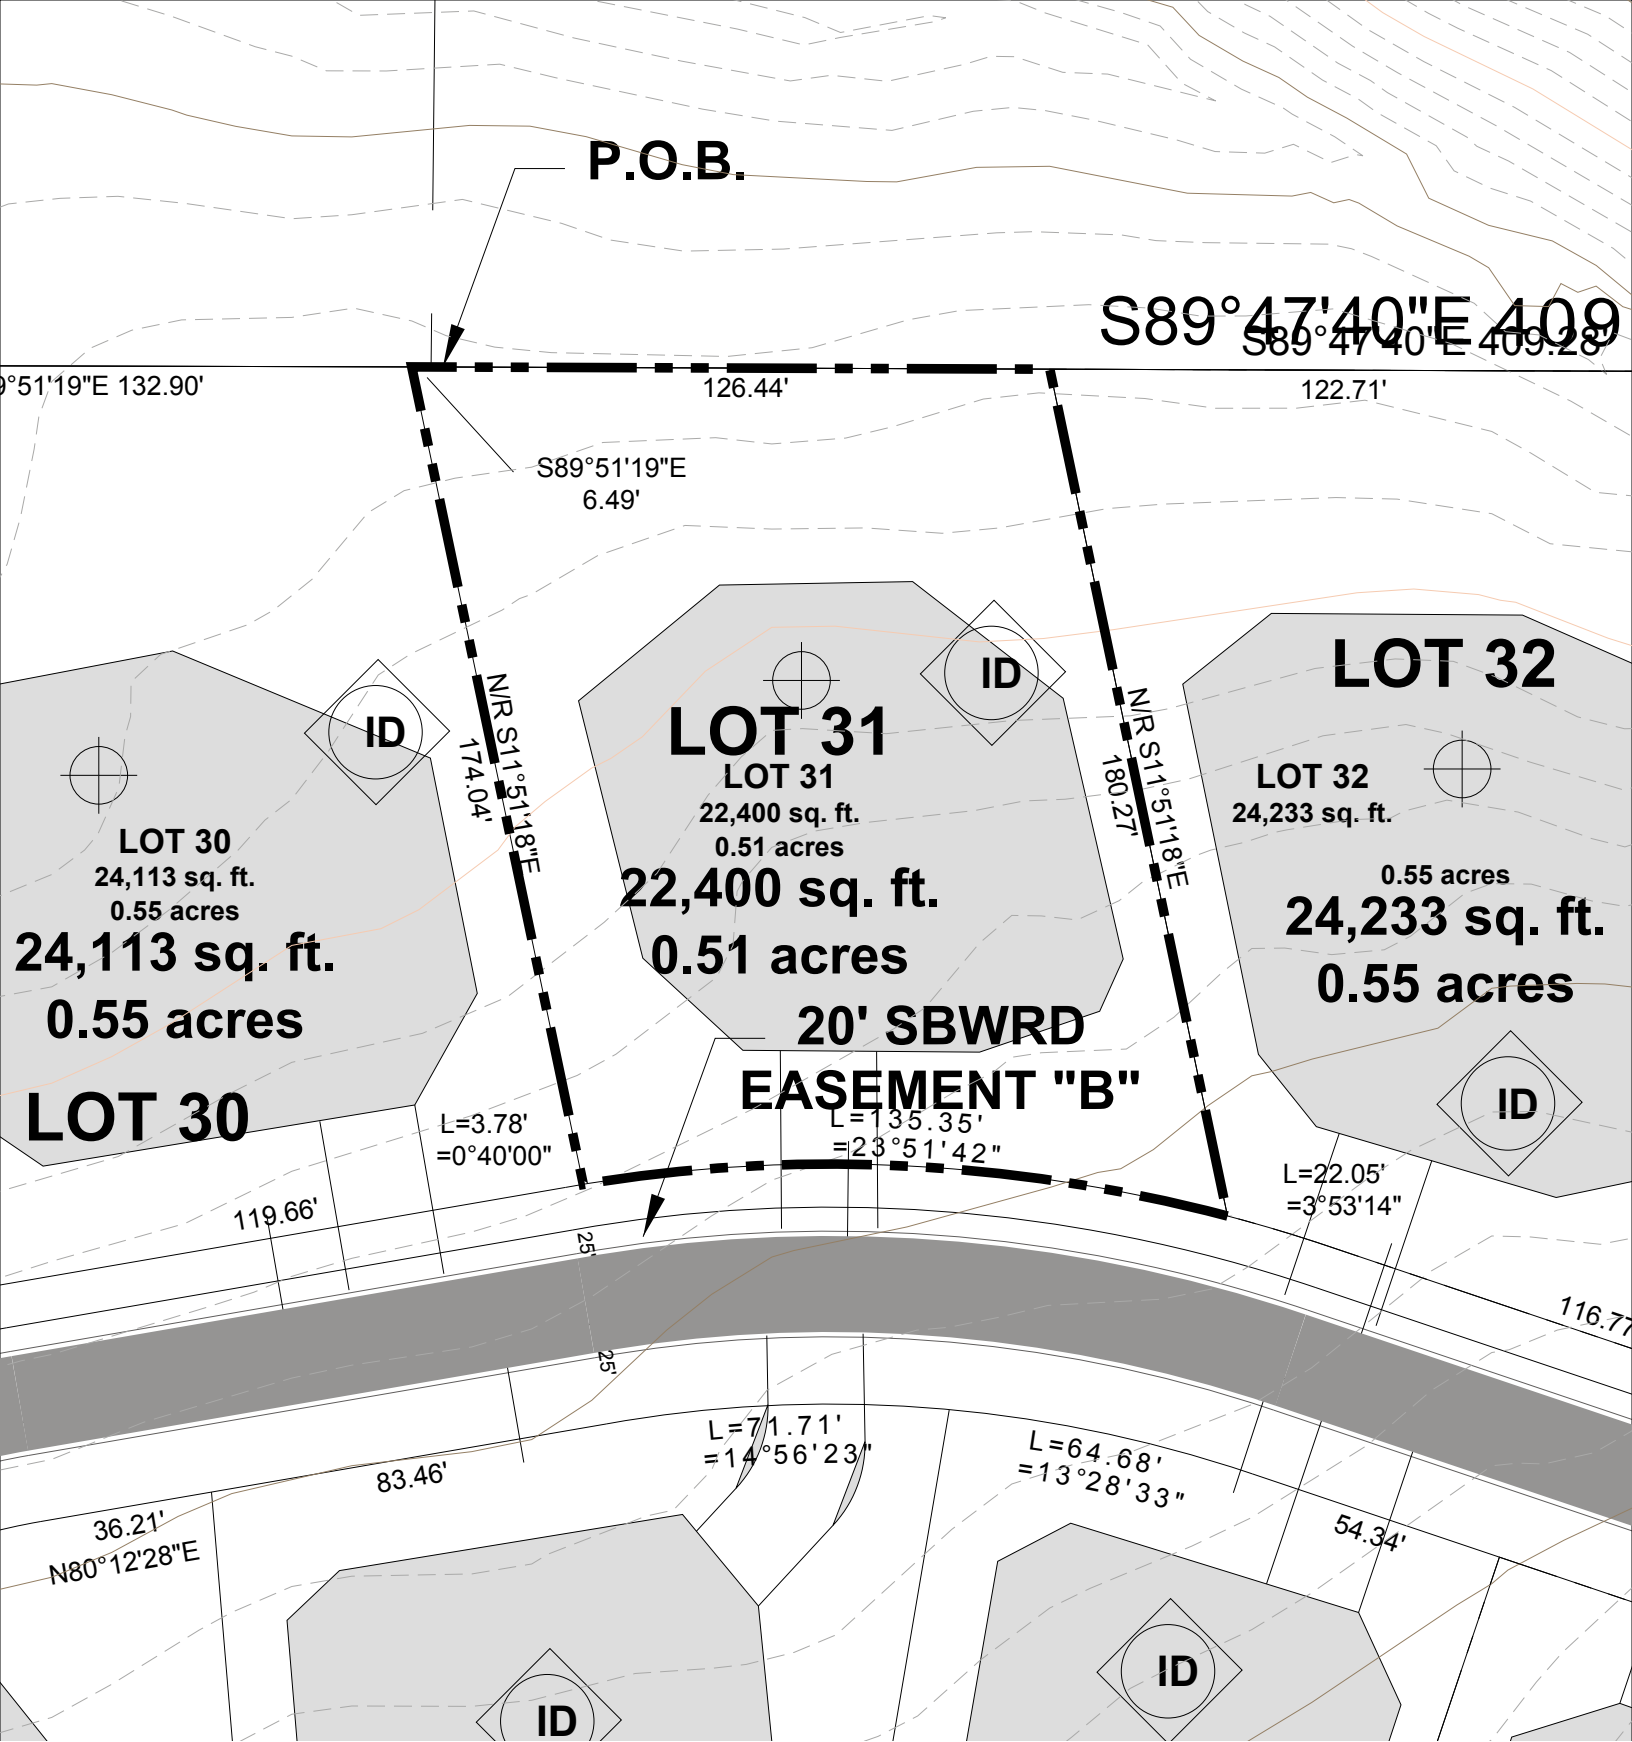 P.O.B.
S89°47'40"E 409
S89°47'40"E 409.28'
9°51'19"E 132.90'
126.44'
122.71'
S89°51'19"E
6.49'
N/R S11°51'18"E
174.04'
N/R S11°51'18"E
180.27'
ID
ID
LOT 32
LOT 31
LOT 31
22,400 sq. ft.
0.51 acres
22,400 sq. ft.
0.51 acres
LOT 32
24,233 sq. ft.
0.55 acres
24,233 sq. ft.
0.55 acres
LOT 30
24,113 sq. ft.
0.55 acres
24,113 sq. ft.
0.55 acres
LOT 30
20' SBWRD
EASEMENT "B"
ID
L=3.78'
=0°40'00"
L=135.35'
=23°51'42"
L=22.05'
=3°53'14"
119.66'
25'
25'
116.77
L=71.71'
=14°56'23"
L=64.68'
=13°28'33"
83.46'
36.21'
N80°12'28"E
54.34'
ID
ID